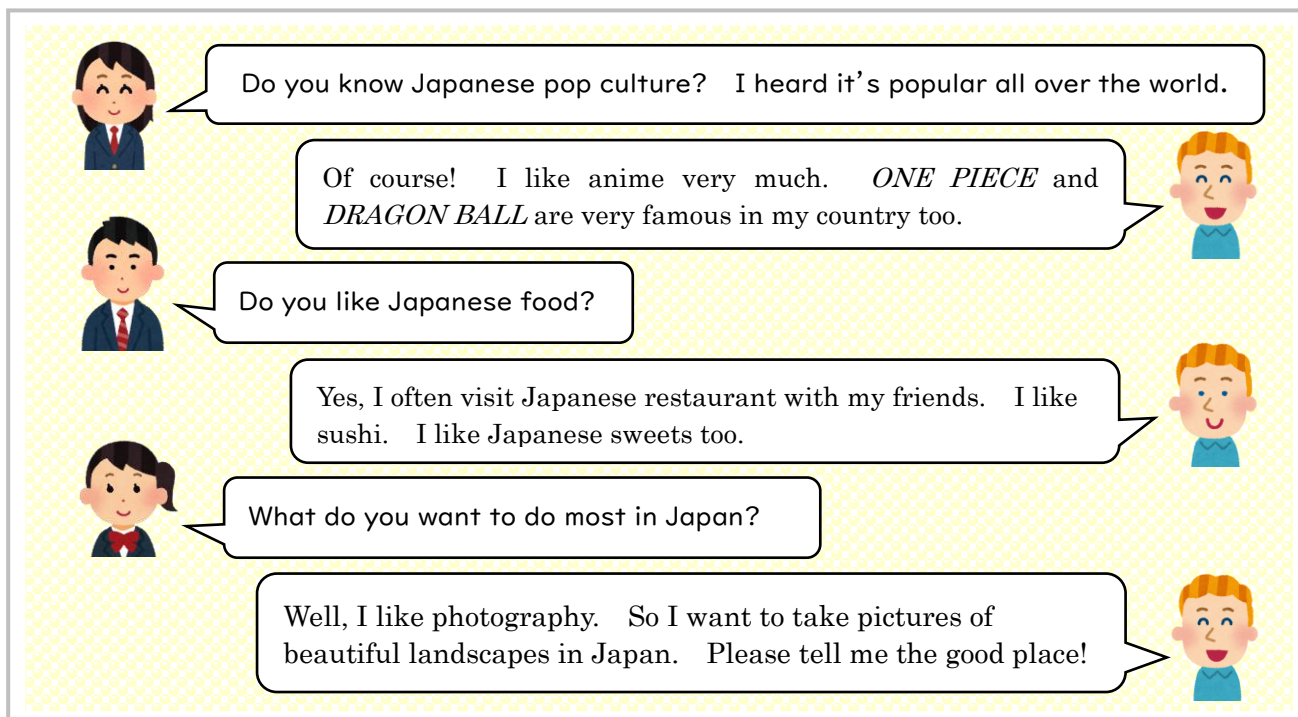 Do you know Japanese pop culture?　I heard it's popular all over the world.
Of course!　I like anime very much.　ONE PIECE and
DRAGON BALL are very famous in my country too.
Do you like Japanese food?
Yes, I often visit Japanese restaurant with my friends.　I like
sushi.　I like Japanese sweets too.
What do you want to do most in Japan?
Well, I like photography.　So I want to take pictures of
beautiful landscapes in Japan.　Please tell me the good place!